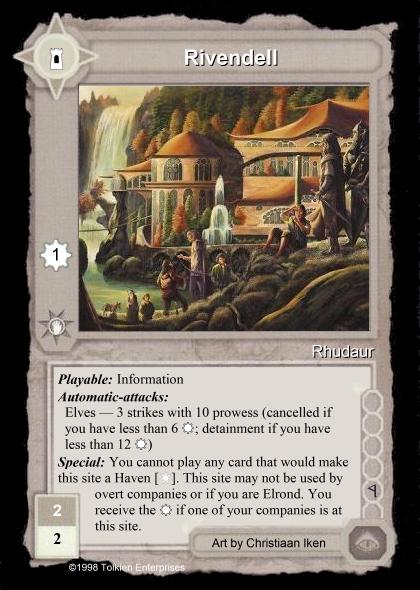 Rivendell
1
Rhudaur
Playable: Information
Automatic-attacks:
Elves — 3 strikes with 10 prowess (cancelled if
you have less than 6 ; detainment if you have
less than 12 )
Special: You cannot play any card that would make
this site a Haven [ ]. This site may not be used by
overt companies or if you are Elrond. You
receive the if one of your companies is at
this site.
2
2
Art by Christiaan Iken
©1998 Tolkien Enterprises